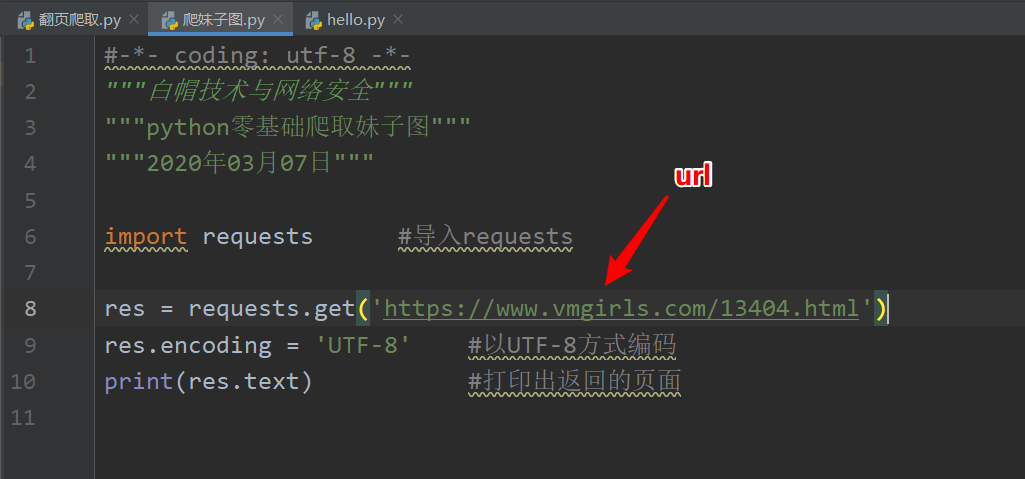 翻页爬取.py × 爬妹子图.py × hello.py ×
1 #-*- coding: utf-8 -*-
2 """白帽技术与网络安全"""
3 """python零基础爬取妹子图"""
4 """2020年03月07日"""
url
5
6 import requests #导入requests
7
8 res = requests.get('https://www.vmgirls.com/13404.html')
9 res.encoding = 'UTF-8' #以UTF-8方式编码
10 print(res.text) #打印出返回的页面
11